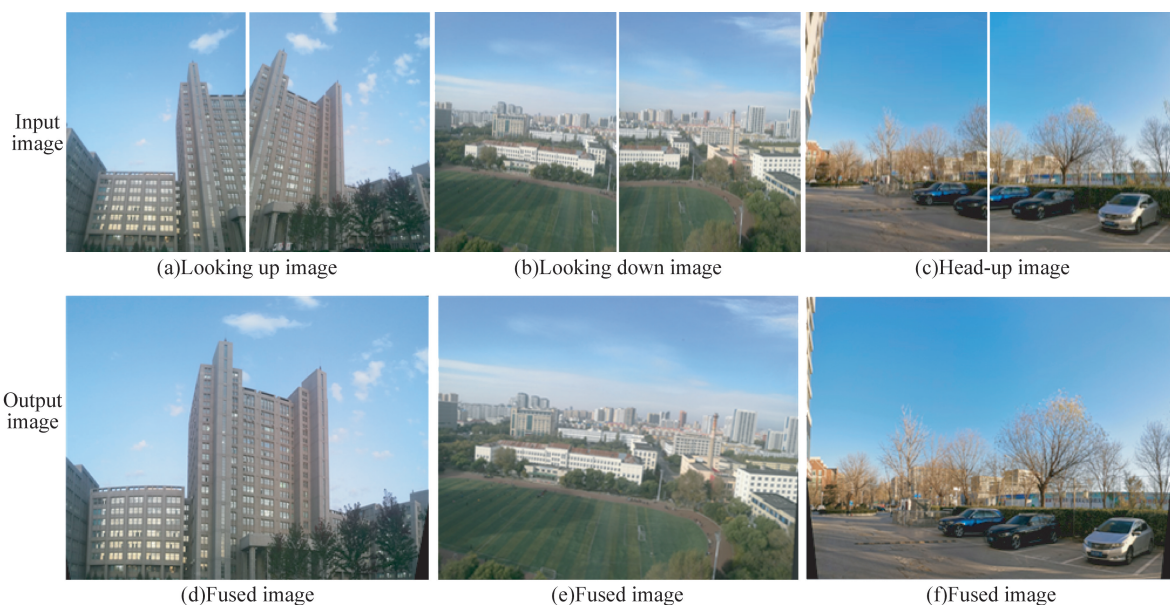 Input
image
(a)Looking up image
(b)Looking down image
(c)Head-up image
Output
image
(d)Fused image
(e)Fused image
(f)Fused image